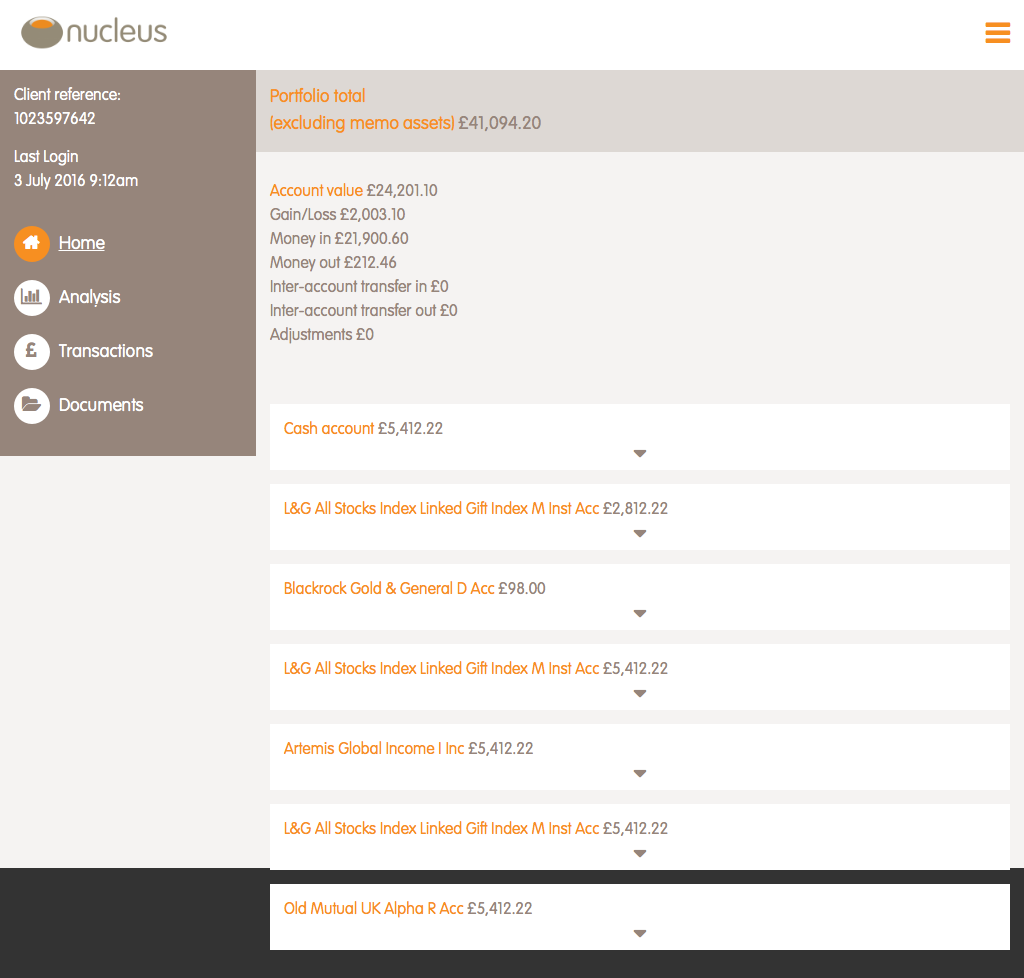 nucleus
Client reference:
1023597642
Last Login
3 July 2016 9:12am
Home
Analysis
£
Transactions
Documents
Portfolio total
(excluding memo assets) £41,094.20
Account value £24,201.10
Gain/Loss £2,003.10
Money in £21,900.60
Money out £212.46
Inter-account transfer in £0
Inter-account transfer out £0
Adjustments £0
Cash account £5,412.22
L&G All Stocks Index Linked Gift Index M Inst Acc £2,812.22
Blackrock Gold & General D Acc £98.00
L&G All Stocks Index Linked Gift Index M Inst Acc £5,412.22
Artemis Global Income I Inc £5,412.22
L&G All Stocks Index Linked Gift Index M Inst Acc £5,412.22
Old Mutual UK Alpha R Acc £5,412.22